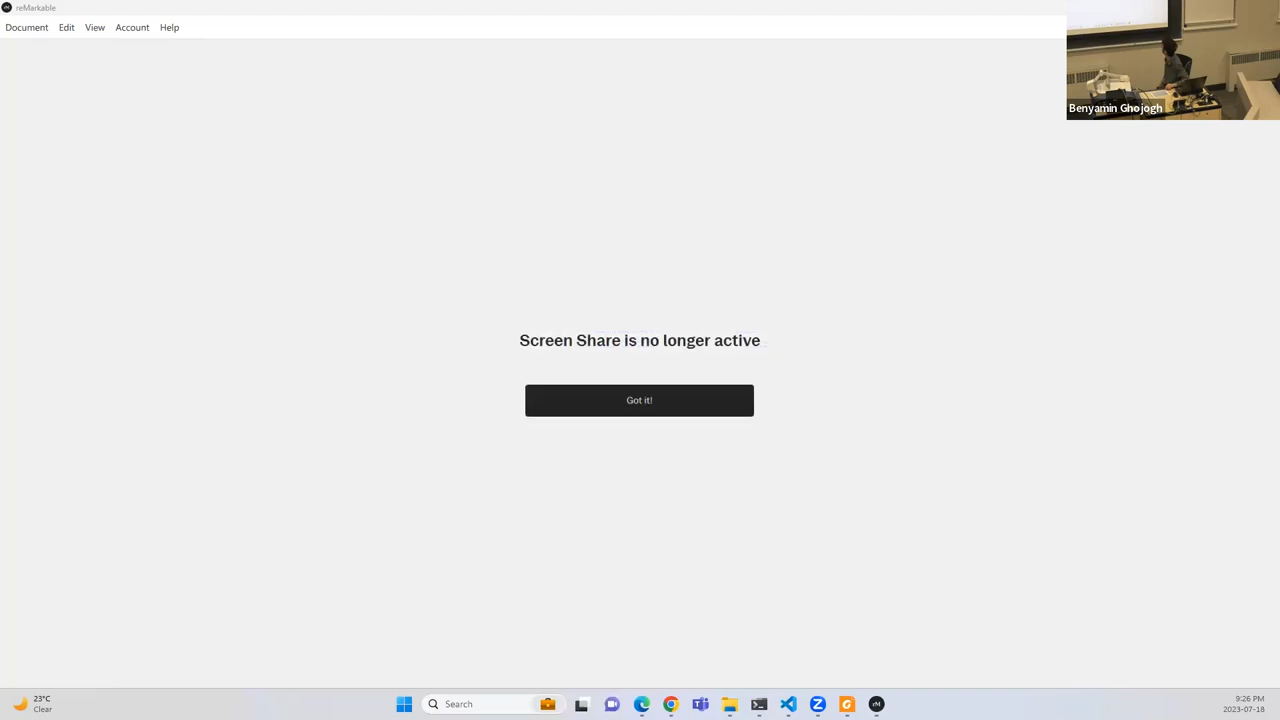 reMarkable
Document Edit View Account Help
Benyamin Ghojogh
Screen Share is no longer active
Got it!
23°C
Clear
Search
9:26 PM
2023-07-18